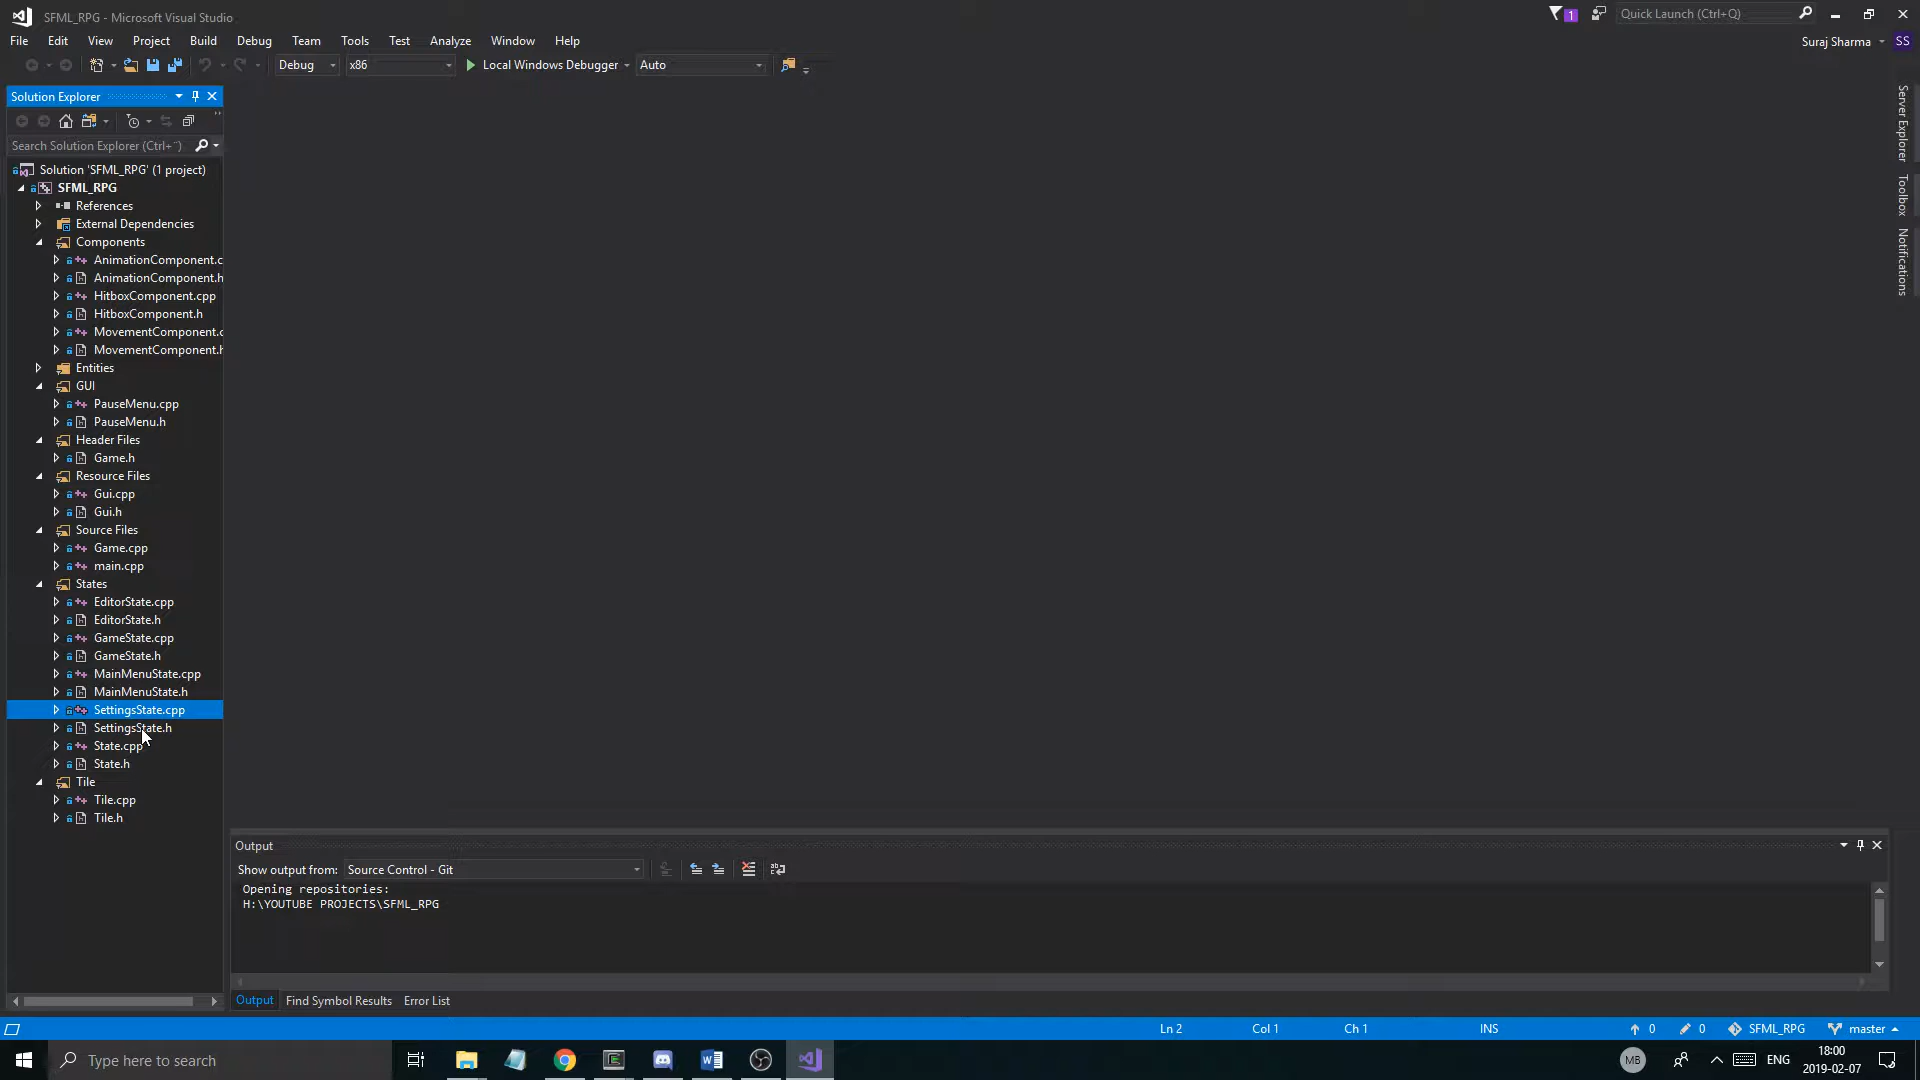 SFML_RPG - Microsoft Visual Studio
1
Quick Launch (Ctrl+Q)
File Edit View Project Build Debug Team Tools Test Analyze Window Help
Suraj Sharma SS
Debug x86 Local Windows Debugger Auto
Solution Explorer
Search Solution Explorer (Ctrl+¨)
Solution 'SFML_RPG' (1 project)
SFML_RPG
References
External Dependencies
Components
AnimationComponent.c
AnimationComponent.h
HitboxComponent.cpp
HitboxComponent.h
MovementComponent.c
MovementComponent.h
Entities
GUI
PauseMenu.cpp
PauseMenu.h
Header Files
Game.h
Resource Files
Gui.cpp
Gui.h
Source Files
Game.cpp
main.cpp
States
EditorState.cpp
EditorState.h
GameState.cpp
GameState.h
MainMenuState.cpp
MainMenuState.h
SettingsState.cpp
SettingsState.h
State.cpp
State.h
Tile
Tile.cpp
Tile.h
Server Explorer
Toolbox
Notifications
Output
Show output from: Source Control - Git
Opening repositories:
H:\YOUTUBE PROJECTS\SFML_RPG
Output Find Symbol Results Error List
Ln 2 Col 1 Ch 1 INS 0 0 SFML_RPG master
Type here to search
MB ENG 18:00
2019-02-07